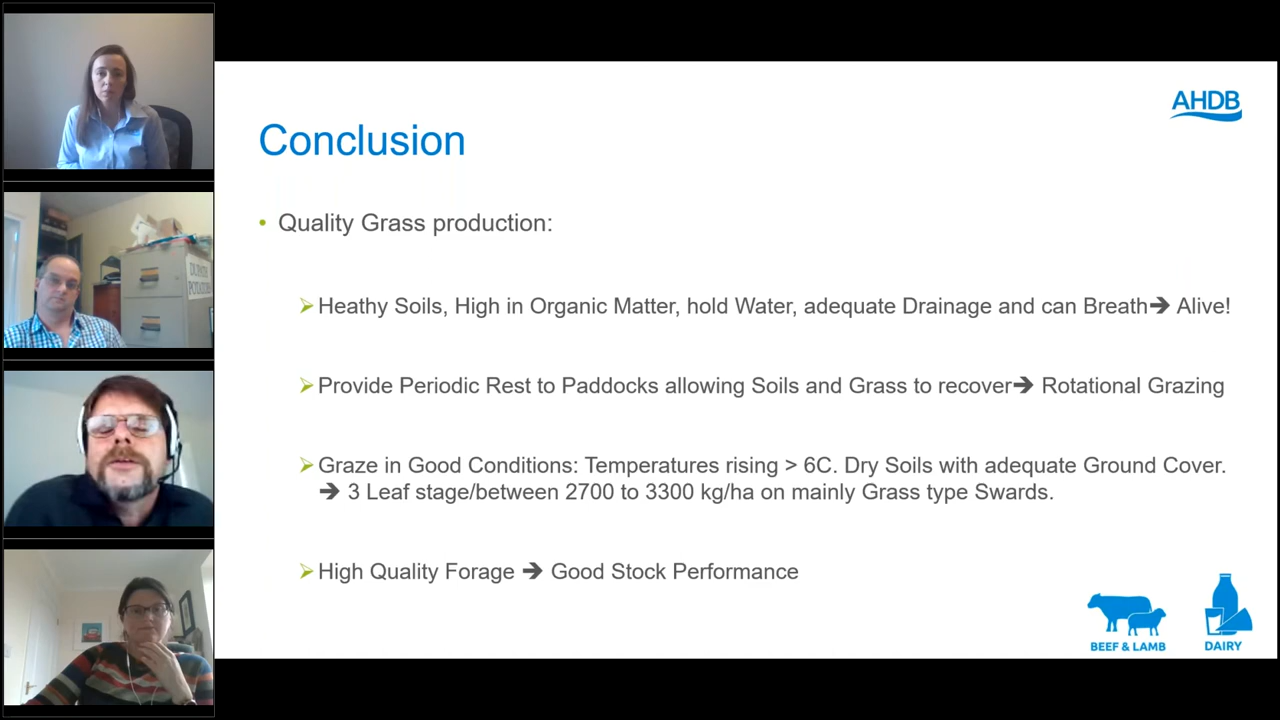 AHDB
Conclusion
• Quality Grass production:
➢ Heathy Soils, High in Organic Matter, hold Water, adequate Drainage and can Breath➔ Alive!
➢ Provide Periodic Rest to Paddocks allowing Soils and Grass to recover➔ Rotational Grazing
➢ Graze in Good Conditions: Temperatures rising > 6C. Dry Soils with adequate Ground Cover.
➔ 3 Leaf stage/between 2700 to 3300 kg/ha on mainly Grass type Swards.
➢ High Quality Forage ➔ Good Stock Performance
BEEF & LAMB
DAIRY